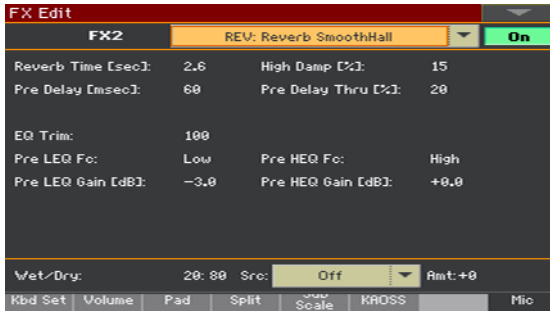 FX Edit
FX2 REV: Reverb SmoothHall On
Reverb Time [sec]: 2.6 High Damp [%]: 15
Pre Delay [msec]: 60 Pre Delay Thru [%]: 20
EQ Trim: 100
Pre LEQ Fc: Low Pre HEQ Fc: High
Pre LEQ Gain [dB]: -3.0 Pre HEQ Gain [dB]: +0.0
Wet/Dry: 20:80 Src: Off Amt:+0
Kbd Set Volume Pad Split Sub Scale KAOSS Mic